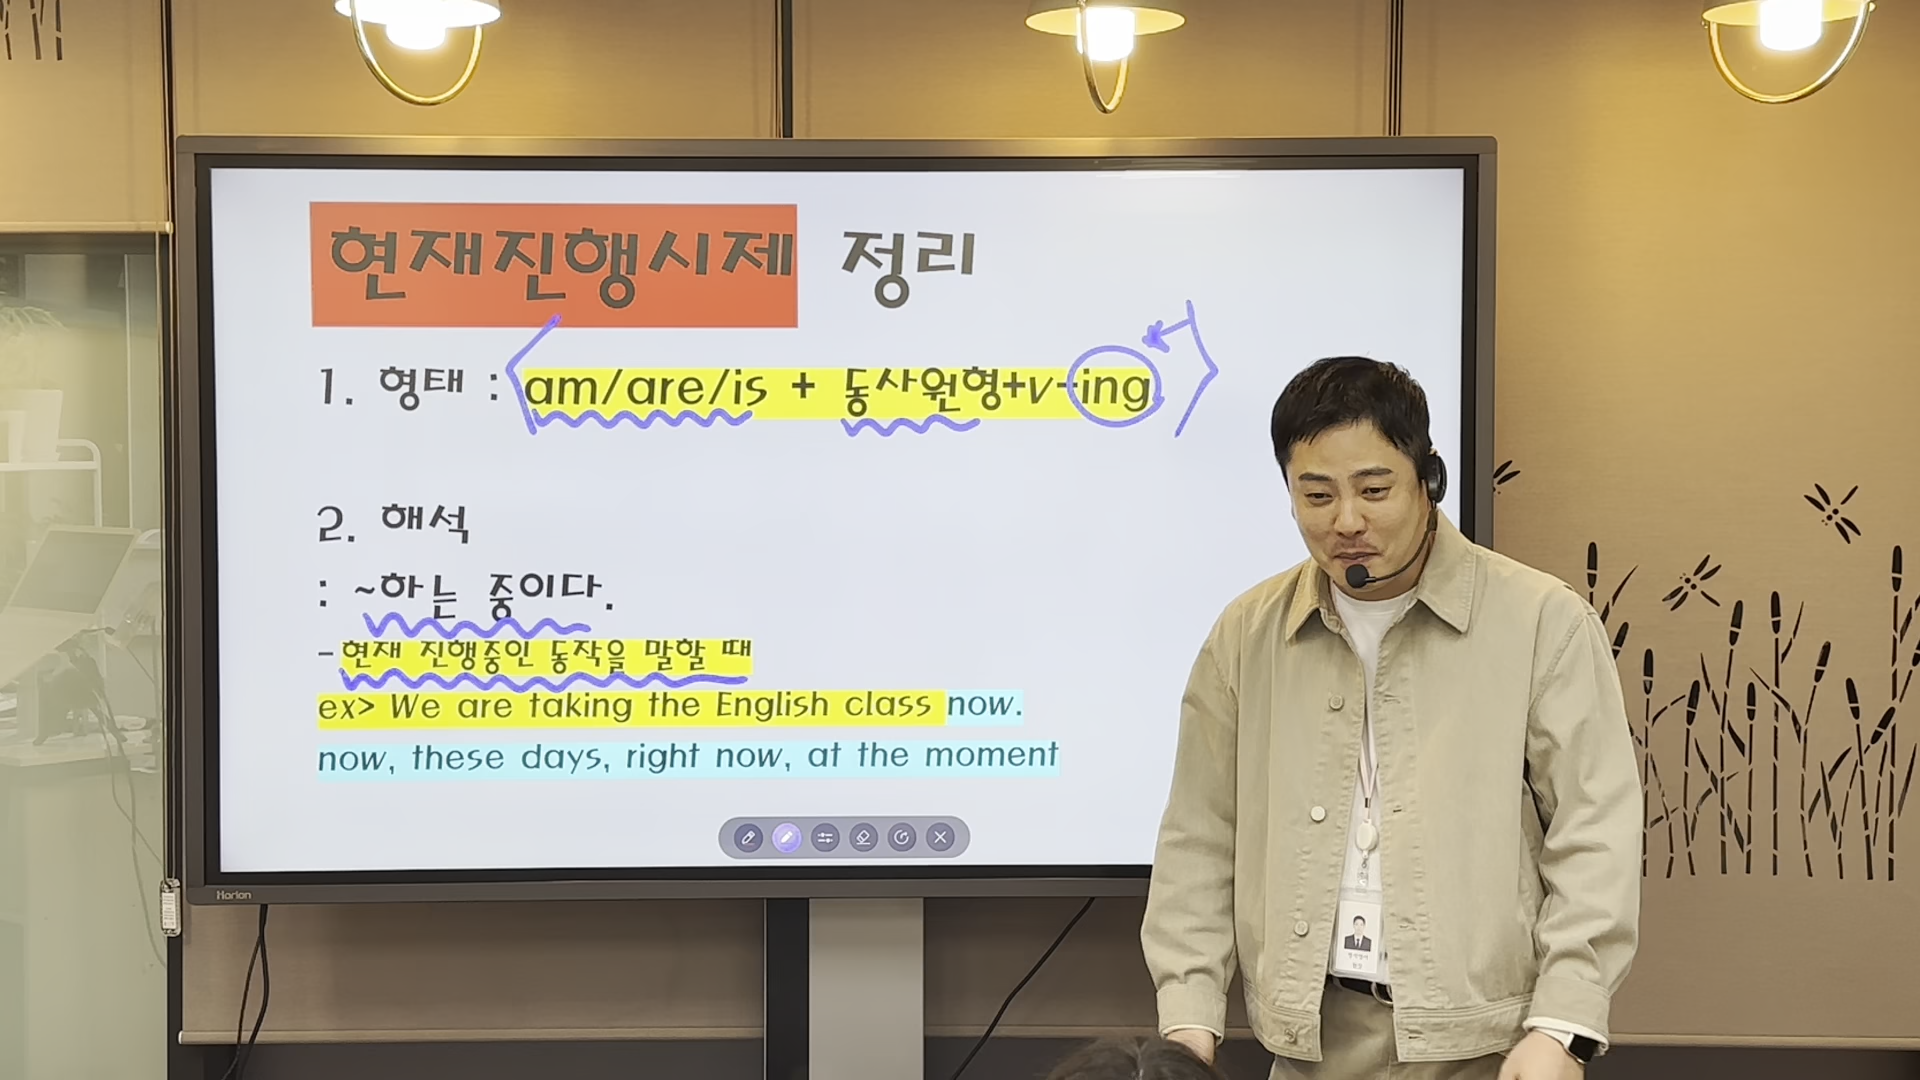 현재진행시제 정리
1. 형태 : am/are/is + 동사원형+v-ing
2. 해석
: ~하는 중이다.
- 현재 진행중인 동작을 말할 때
ex> We are taking the English class now.
now, these days, right now, at the moment
Horion